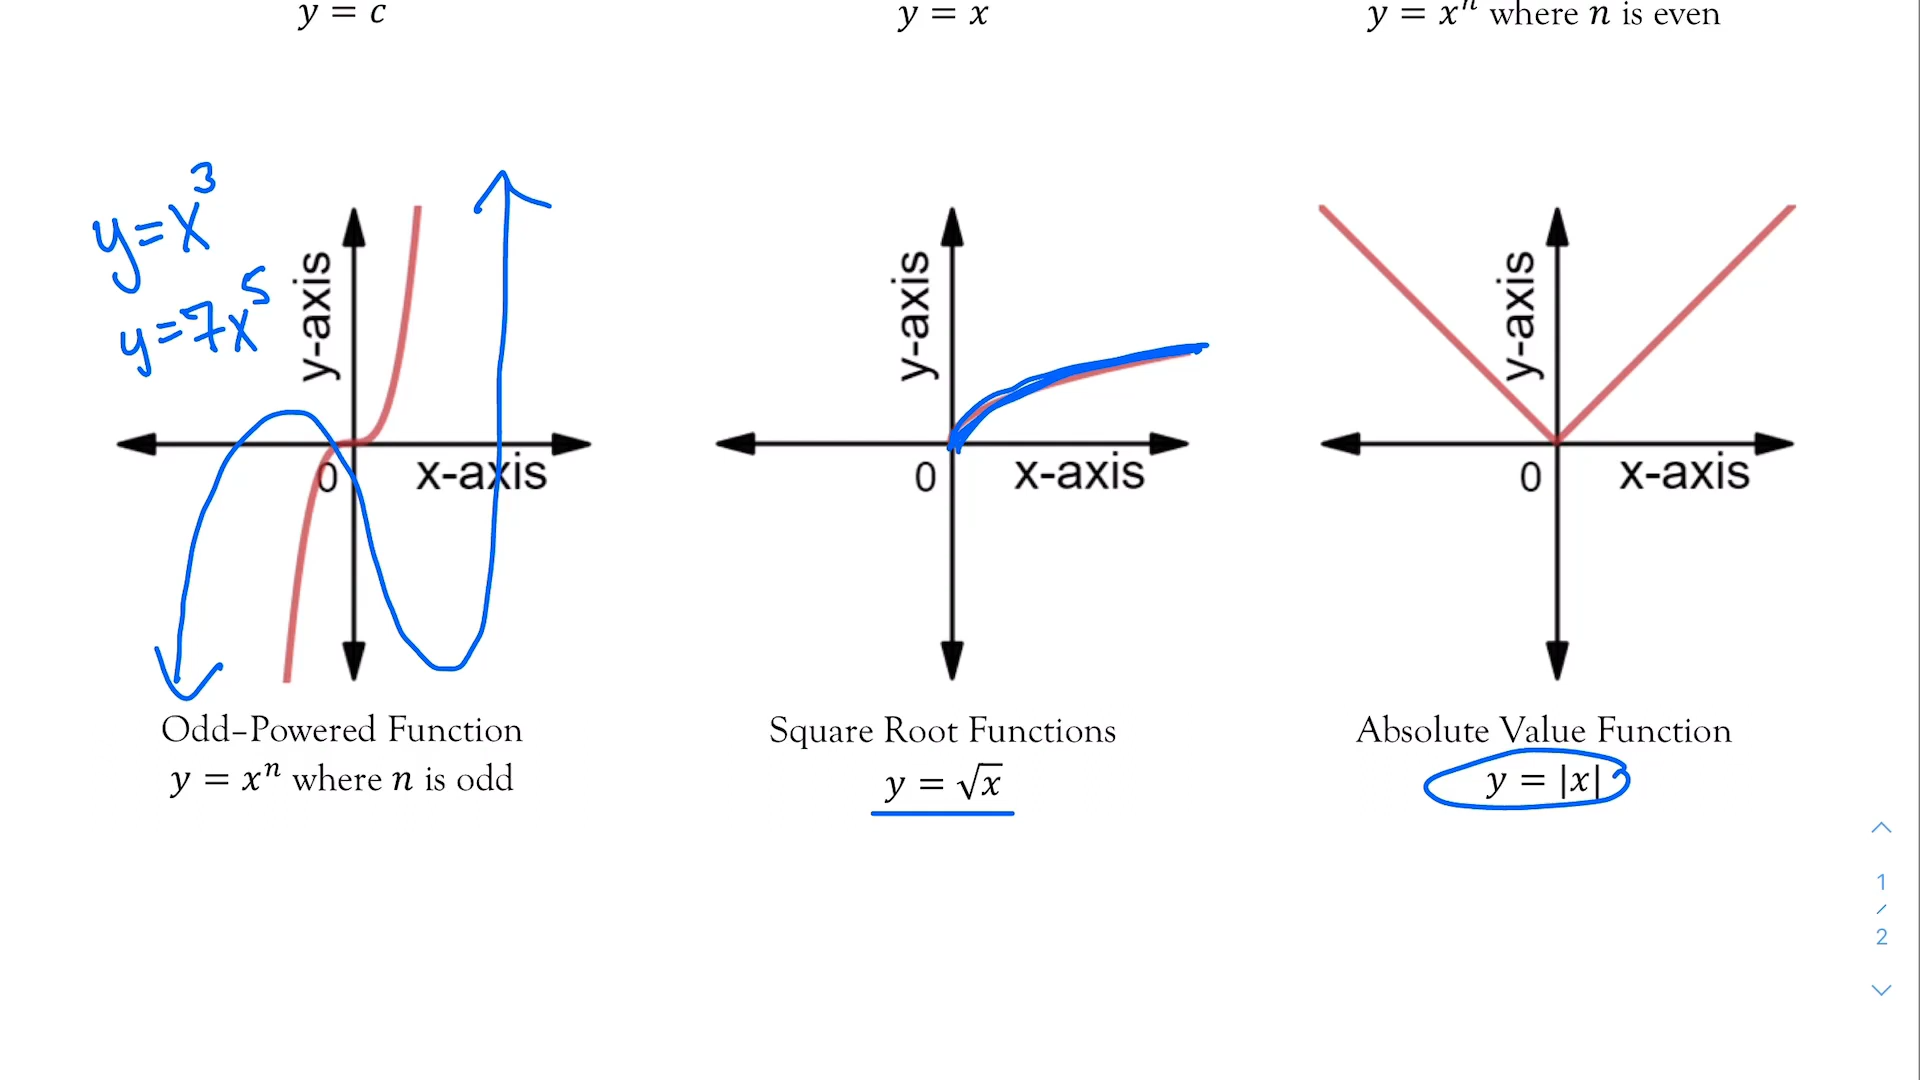 y = c
y = x
y = xⁿ where n is even
y=x³
y=7x⁵
y-axis
0
x-axis
Odd-Powered Function
y = xⁿ where n is odd
y-axis
0
x-axis
Square Root Functions
y = √x
y-axis
0
x-axis
Absolute Value Function
y = |x|
1
/
2